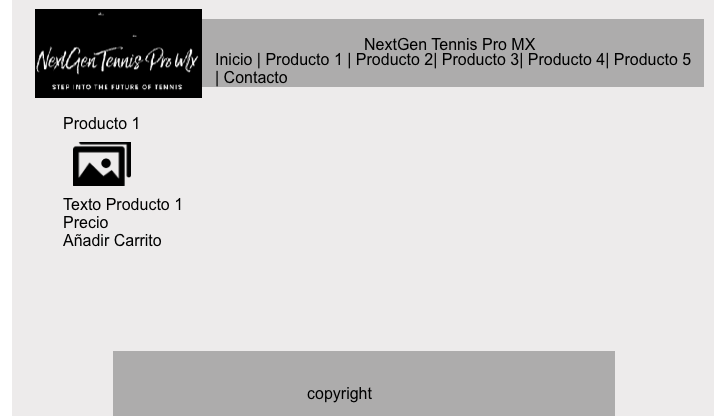 NextGen Tennis Pro Mx
STEP INTO THE FUTURE OF TENNIS
NextGen Tennis Pro MX
Inicio | Producto 1 | Producto 2| Producto 3| Producto 4| Producto 5
| Contacto
Producto 1
Texto Producto 1
Precio
Añadir Carrito
copyright